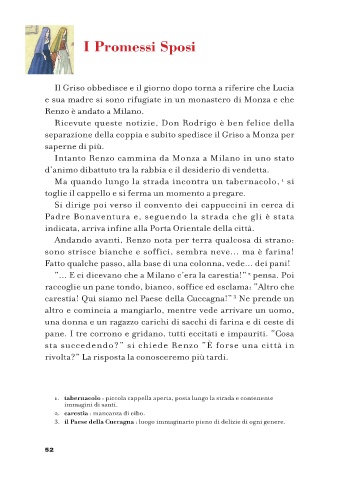 I Promessi Sposi
Il Griso obbedisce e il giorno dopo torna a riferire che Lucia
e sua madre si sono rifugiate in un monastero di Monza e che
Renzo è andato a Milano.
Ricevute queste notizie, Don Rodrigo è ben felice della
separazione della coppia e subito spedisce il Griso a Monza per
saperne di più.
Intanto Renzo cammina da Monza a Milano in uno stato
d'animo dibattuto tra la rabbia e il desiderio di vendetta.
Ma quando lungo la strada incontra un tabernacolo, ¹ si
toglie il cappello e si ferma un momento a pregare.
Si dirige poi verso il convento dei cappuccini in cerca di
Padre Bonaventura e, seguendo la strada che gli è stata
indicata, arriva infine alla Porta Orientale della città.
Andando avanti, Renzo nota per terra qualcosa di strano:
sono strisce bianche e soffici, sembra neve... ma è farina!
Fatto qualche passo, alla base di una colonna, vede... dei pani!
"... E ci dicevano che a Milano c'era la carestia!" ² pensa. Poi
raccoglie un pane tondo, bianco, soffice ed esclama: "Altro che
carestia! Qui siamo nel Paese della Cuccagna!" ³ Ne prende un
altro e comincia a mangiarlo, mentre vede arrivare un uomo,
una donna e un ragazzo carichi di sacchi di farina e di ceste di
pane. I tre corrono e gridano, tutti eccitati e impauriti. "Cosa
sta succedendo?" si chiede Renzo "È forse una città in
rivolta?" La risposta la conosceremo più tardi.
1. tabernacolo : piccola cappella aperta, posta lungo la strada e contenente
immagini di santi.
2. carestia : mancanza di cibo.
3. il Paese della Cuccagna : luogo immaginario pieno di delizie di ogni genere.
52